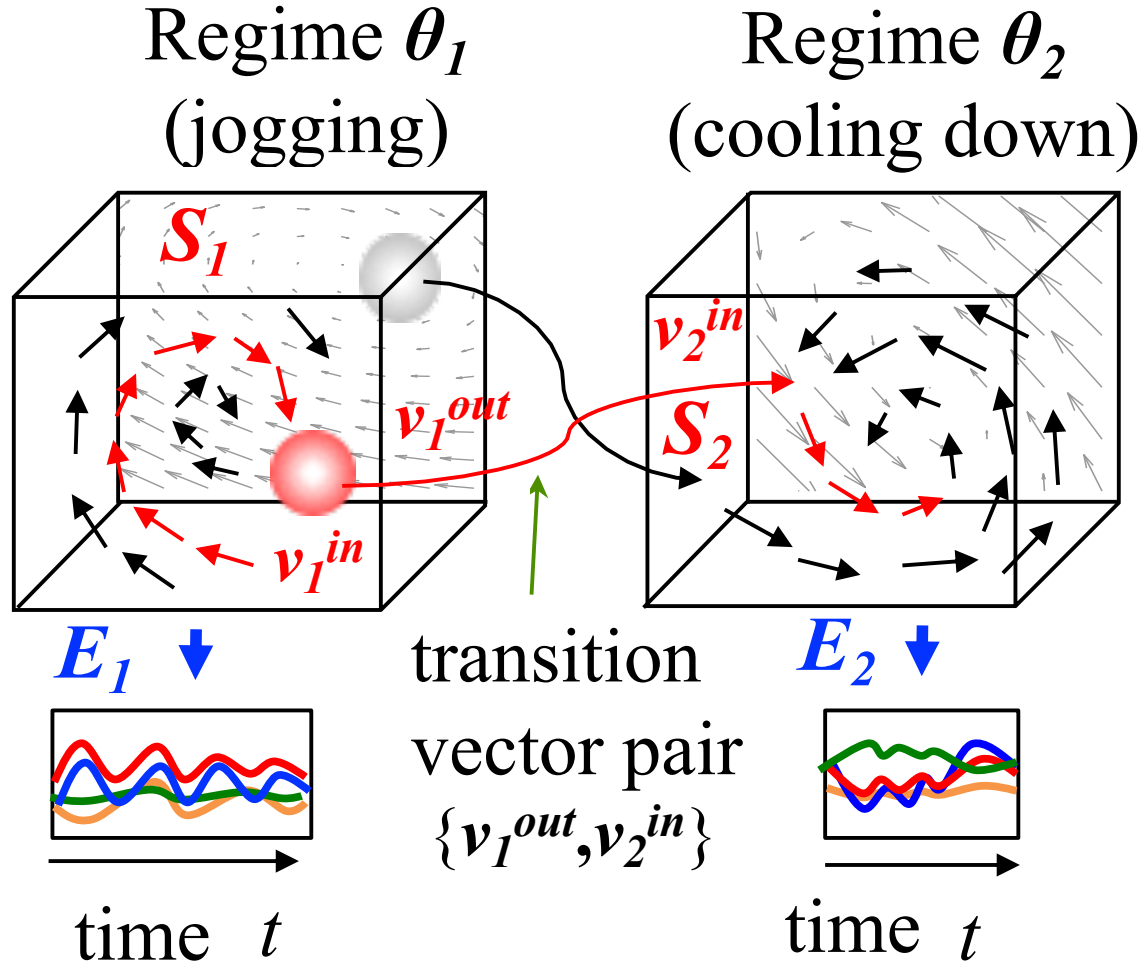 Regime θ₁
(jogging)
Regime θ₂
(cooling down)
S₁
v₁ᵒᵘᵗ
v₁ⁱⁿ
v₂ⁱⁿ
S₂
E₁
transition
vector pair
{v₁ᵒᵘᵗ,v₂ⁱⁿ}
E₂
time t
time t